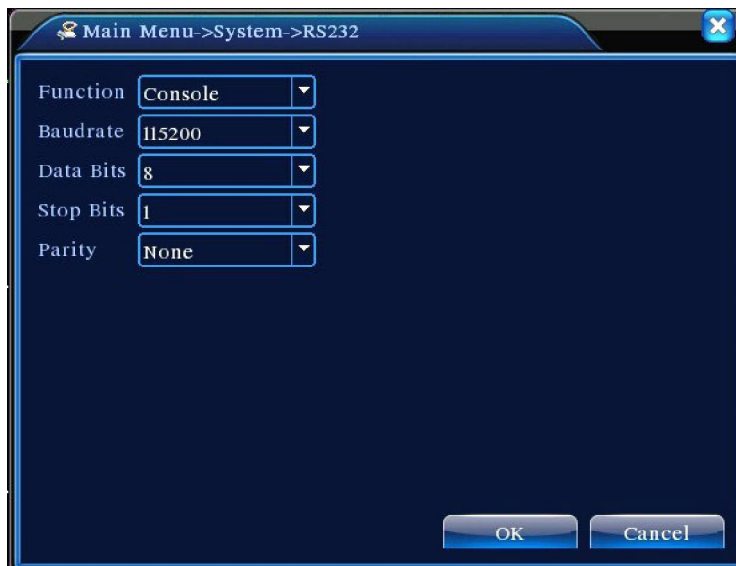 Main Menu->System->RS232
Function Console
Baudrate 115200
Data Bits 8
Stop Bits 1
Parity None
OK Cancel